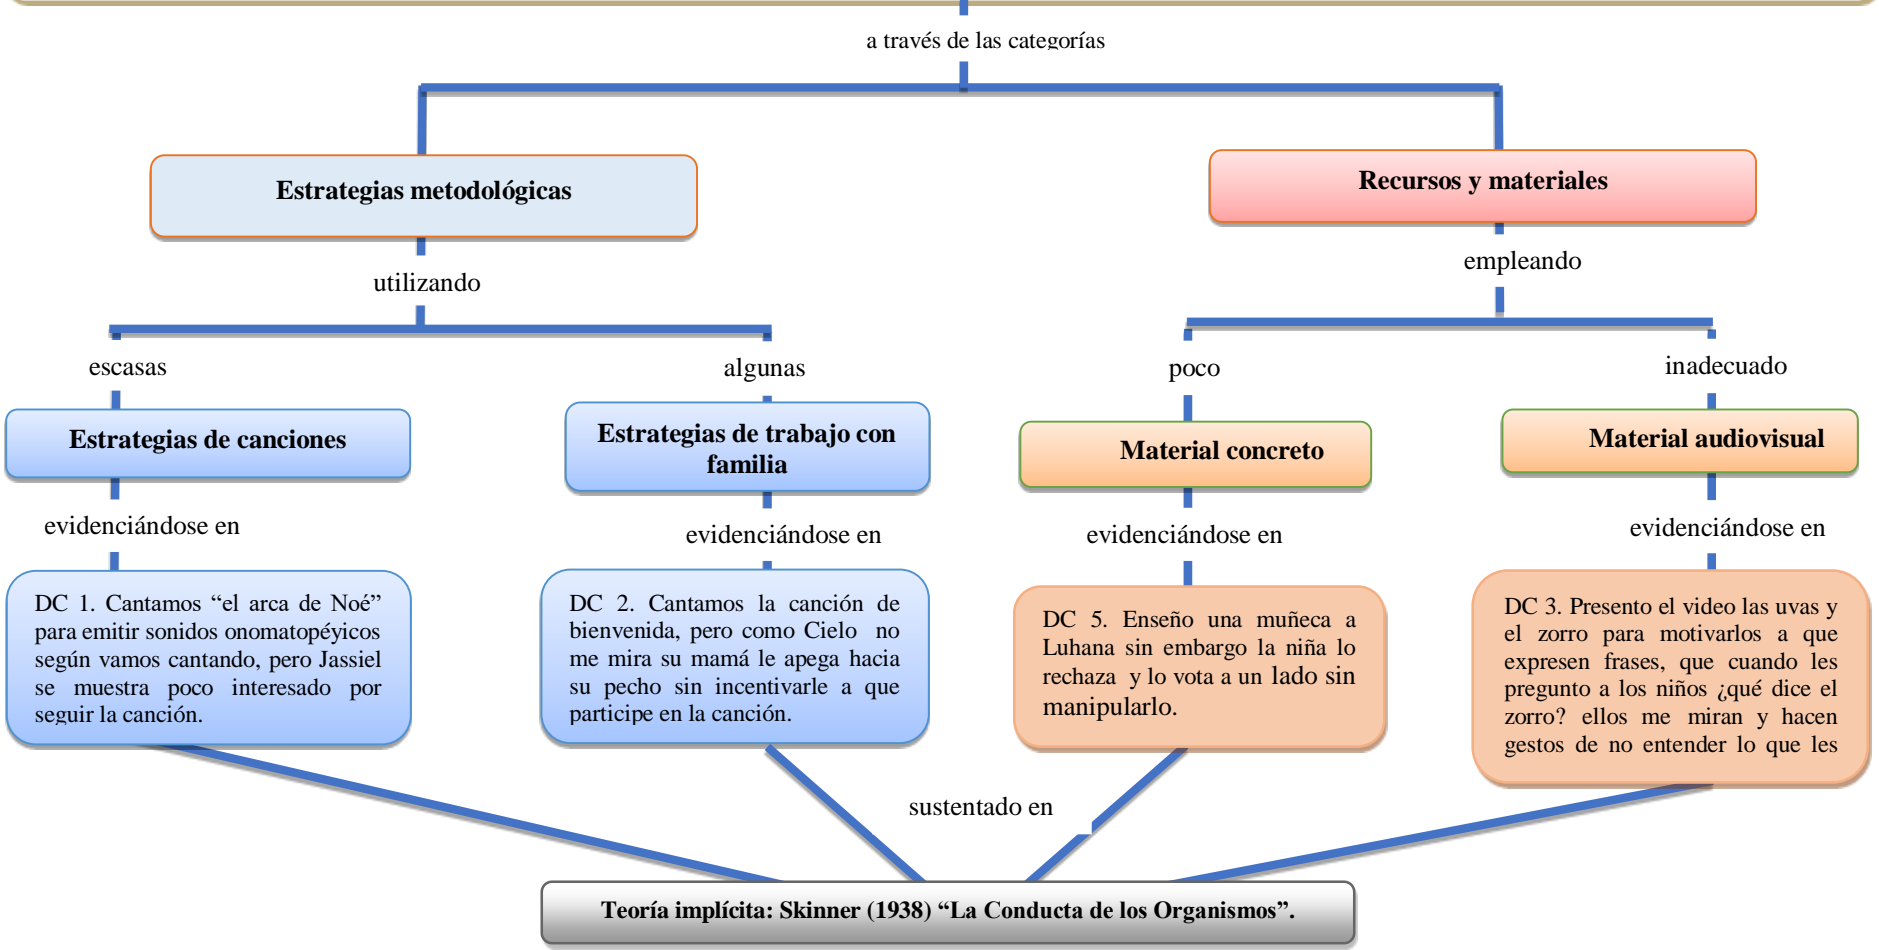 a través de las categorías
Estrategias metodológicas
Recursos y materiales
utilizando
empleando
escasas
algunas
poco
inadecuado
Estrategias de canciones
Estrategias de trabajo con
familia
Material concreto
Material audiovisual
evidenciándose en
evidenciándose en
evidenciándose en
evidenciándose en
DC 1. Cantamos “el arca de Noé”
para emitir sonidos onomatopéyicos
según vamos cantando, pero Jassiel
se muestra poco interesado por
seguir la canción.
DC 2. Cantamos la canción de
bienvenida, pero como Cielo no
me mira su mamá le apega hacia
su pecho sin incentivarle a que
participe en la canción.
DC 5. Enseño una muñeca a
Luhana sin embargo la niña lo
rechaza y lo vota a un lado sin
manipularlo.
DC 3. Presento el video las uvas y
el zorro para motivarlos a que
expresen frases, que cuando les
pregunto a los niños ¿qué dice el
zorro? ellos me miran y hacen
gestos de no entender lo que les
sustentado en
Teoría implícita: Skinner (1938) “La Conducta de los Organismos”.